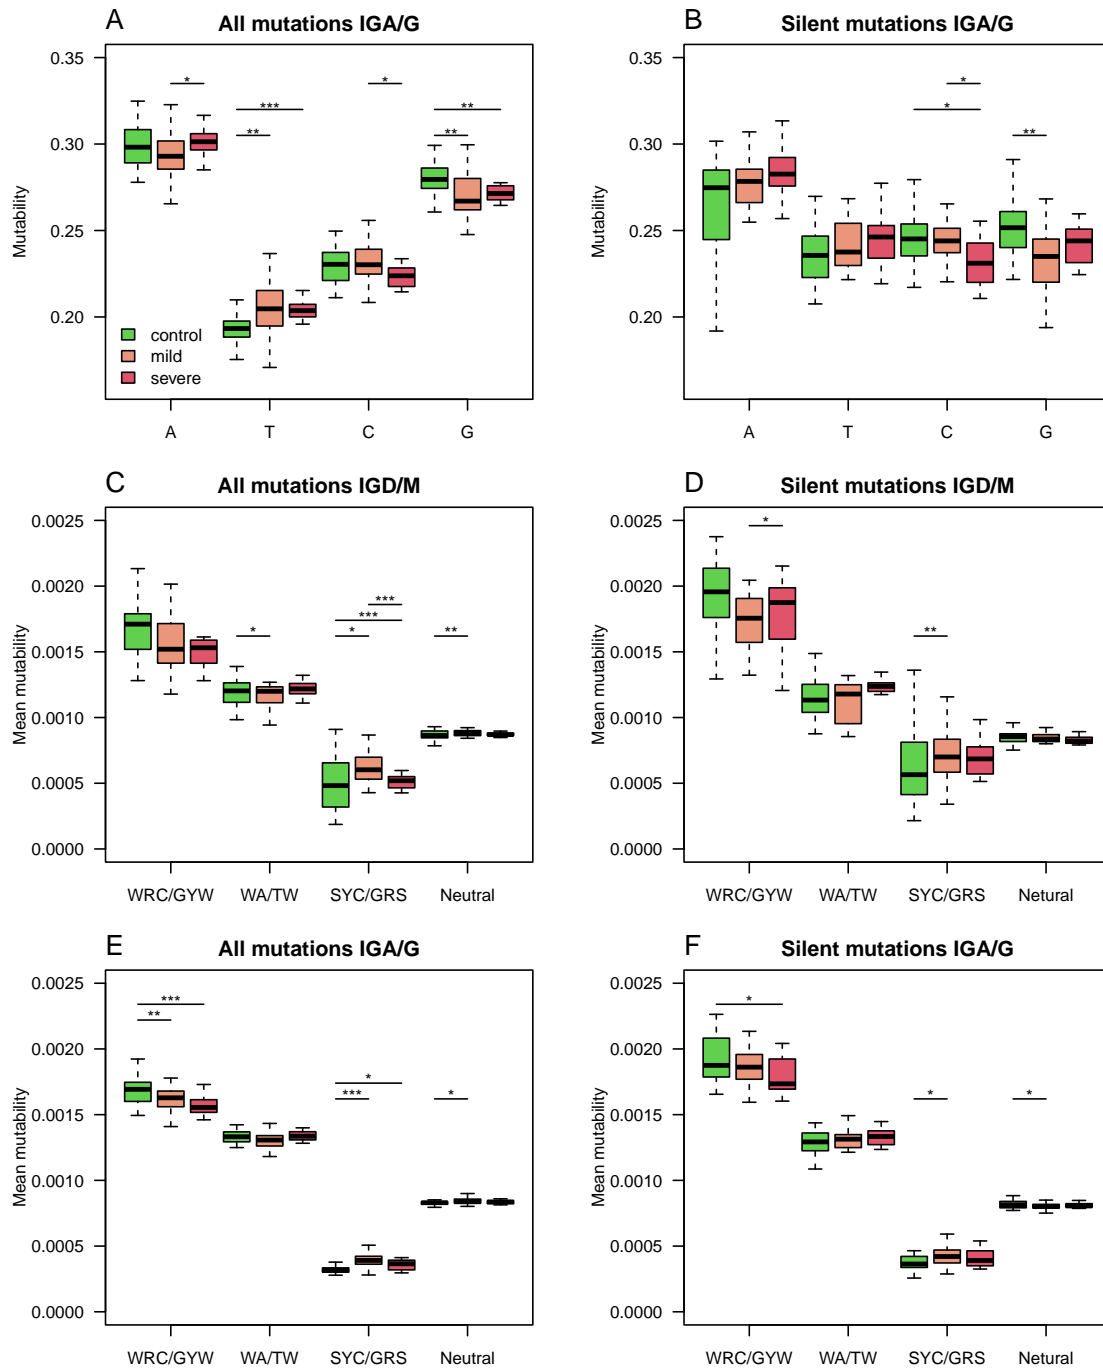 A
All mutations IGA/G
Mutability
0.35
0.30
0.25
0.20
*
***
**
*
**
**
control
mild
severe
A T C G
B
Silent mutations IGA/G
Mutability
0.35
0.30
0.25
0.20
*
*
**
A T C G
C
All mutations IGD/M
Mean mutability
0.0025
0.0020
0.0015
0.0010
0.0005
0.0000
*
***
***
*
**
WRC/GYW WA/TW SYC/GRS Neutral
D
Silent mutations IGD/M
Mean mutability
0.0025
0.0020
0.0015
0.0010
0.0005
0.0000
*
**
WRC/GYW WA/TW SYC/GRS Netural
E
All mutations IGA/G
Mean mutability
0.0025
0.0020
0.0015
0.0010
0.0005
0.0000
***
**
*
***
*
WRC/GYW WA/TW SYC/GRS Neutral
F
Silent mutations IGA/G
Mean mutability
0.0025
0.0020
0.0015
0.0010
0.0005
0.0000
*
*
*
WRC/GYW WA/TW SYC/GRS Neutral